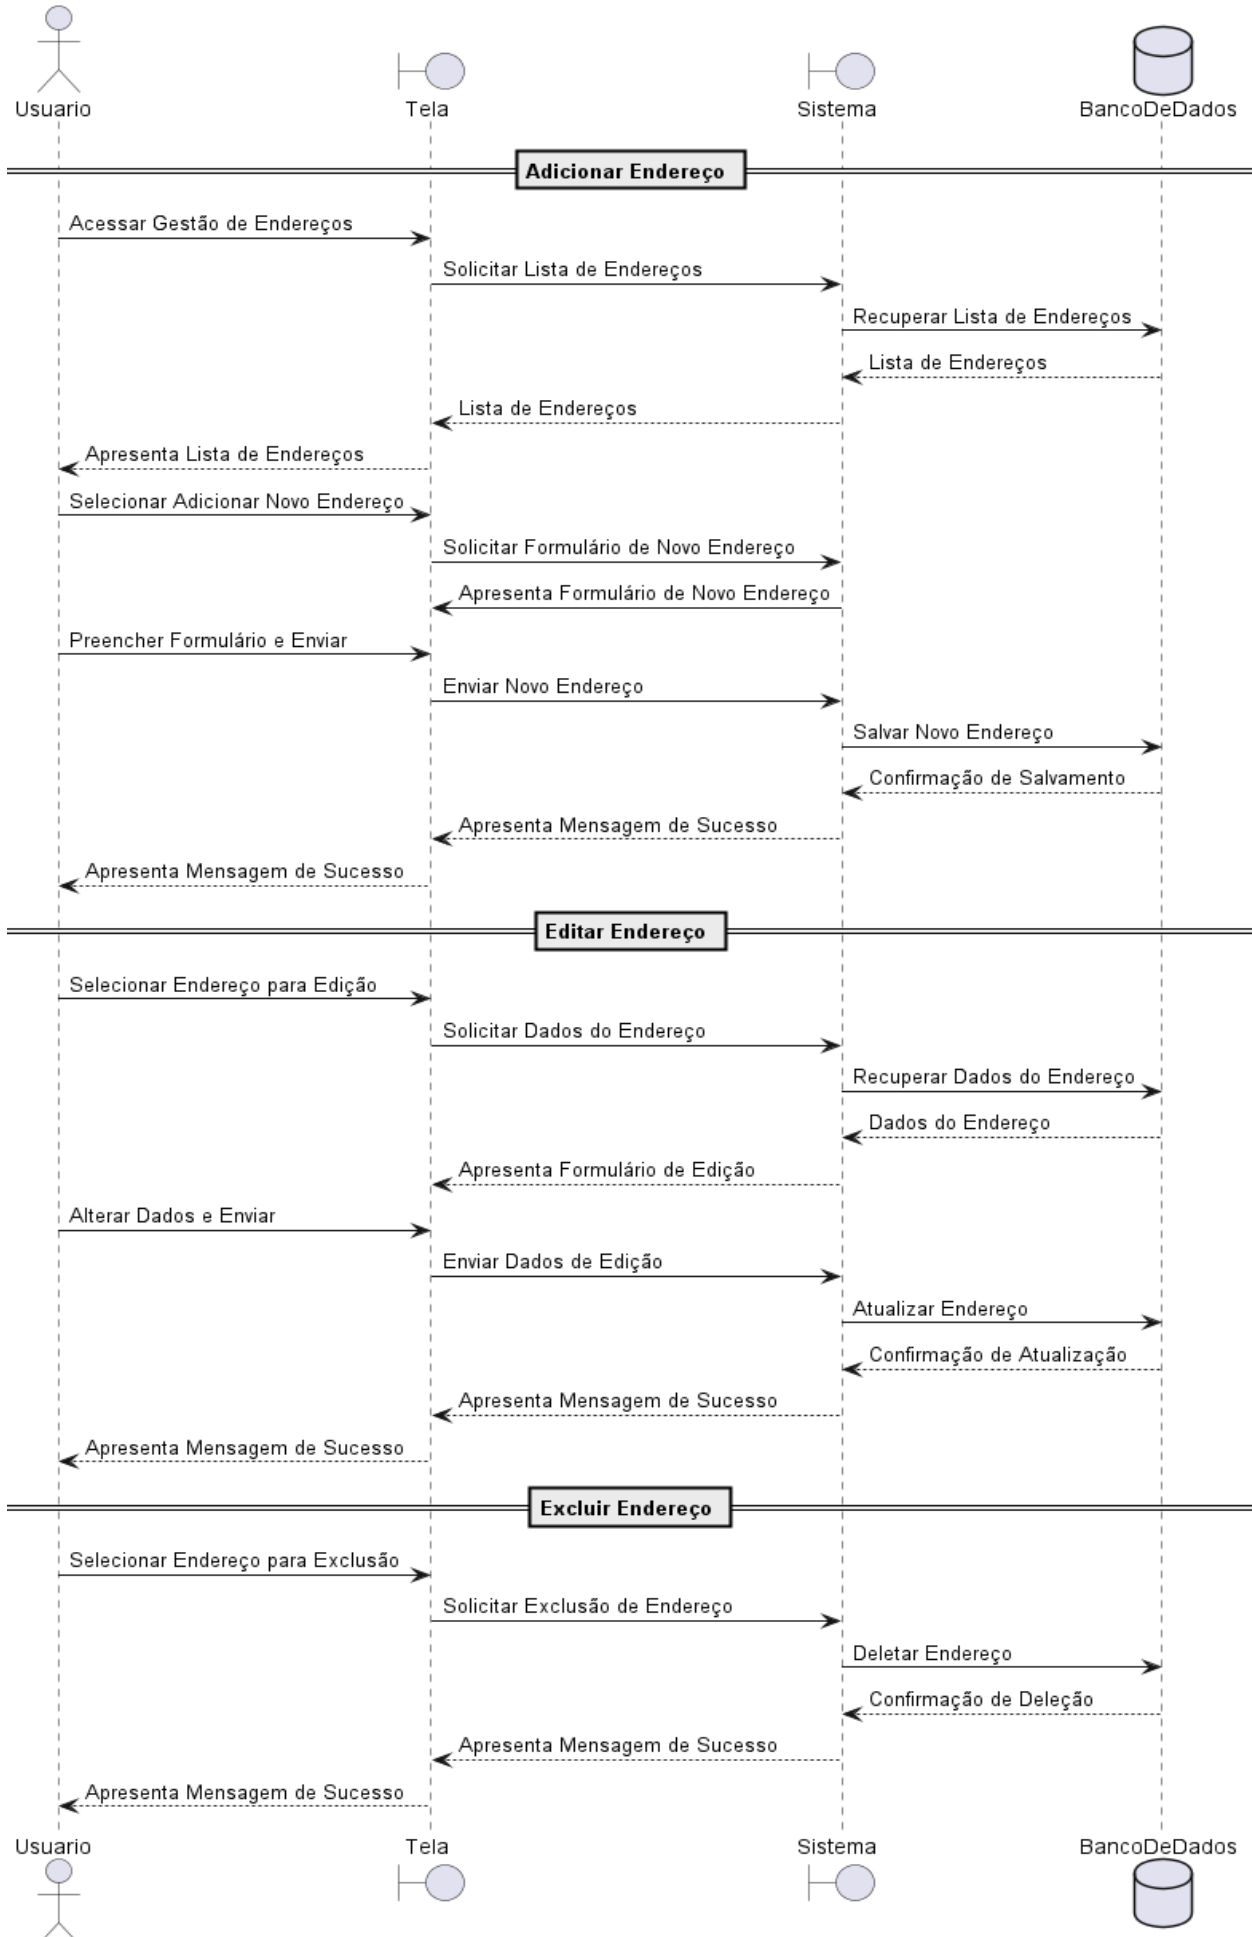 Usuario
Tela
Sistema
BancoDeDados
Adicionar Endereço
Acessar Gestão de Endereços
Solicitar Lista de Endereços
Recuperar Lista de Endereços
Lista de Endereços
Lista de Endereços
Apresenta Lista de Endereços
Selecionar Adicionar Novo Endereço
Solicitar Formulário de Novo Endereço
Apresenta Formulário de Novo Endereço
Preencher Formulário e Enviar
Enviar Novo Endereço
Salvar Novo Endereço
Confirmação de Salvamento
Apresenta Mensagem de Sucesso
Apresenta Mensagem de Sucesso
Editar Endereço
Selecionar Endereço para Edição
Solicitar Dados do Endereço
Recuperar Dados do Endereço
Dados do Endereço
Apresenta Formulário de Edição
Alterar Dados e Enviar
Enviar Dados de Edição
Atualizar Endereço
Confirmação de Atualização
Apresenta Mensagem de Sucesso
Apresenta Mensagem de Sucesso
Excluir Endereço
Selecionar Endereço para Exclusão
Solicitar Exclusão de Endereço
Deletar Endereço
Confirmação de Deleção
Apresenta Mensagem de Sucesso
Apresenta Mensagem de Sucesso
Usuario
Tela
Sistema
BancoDeDados